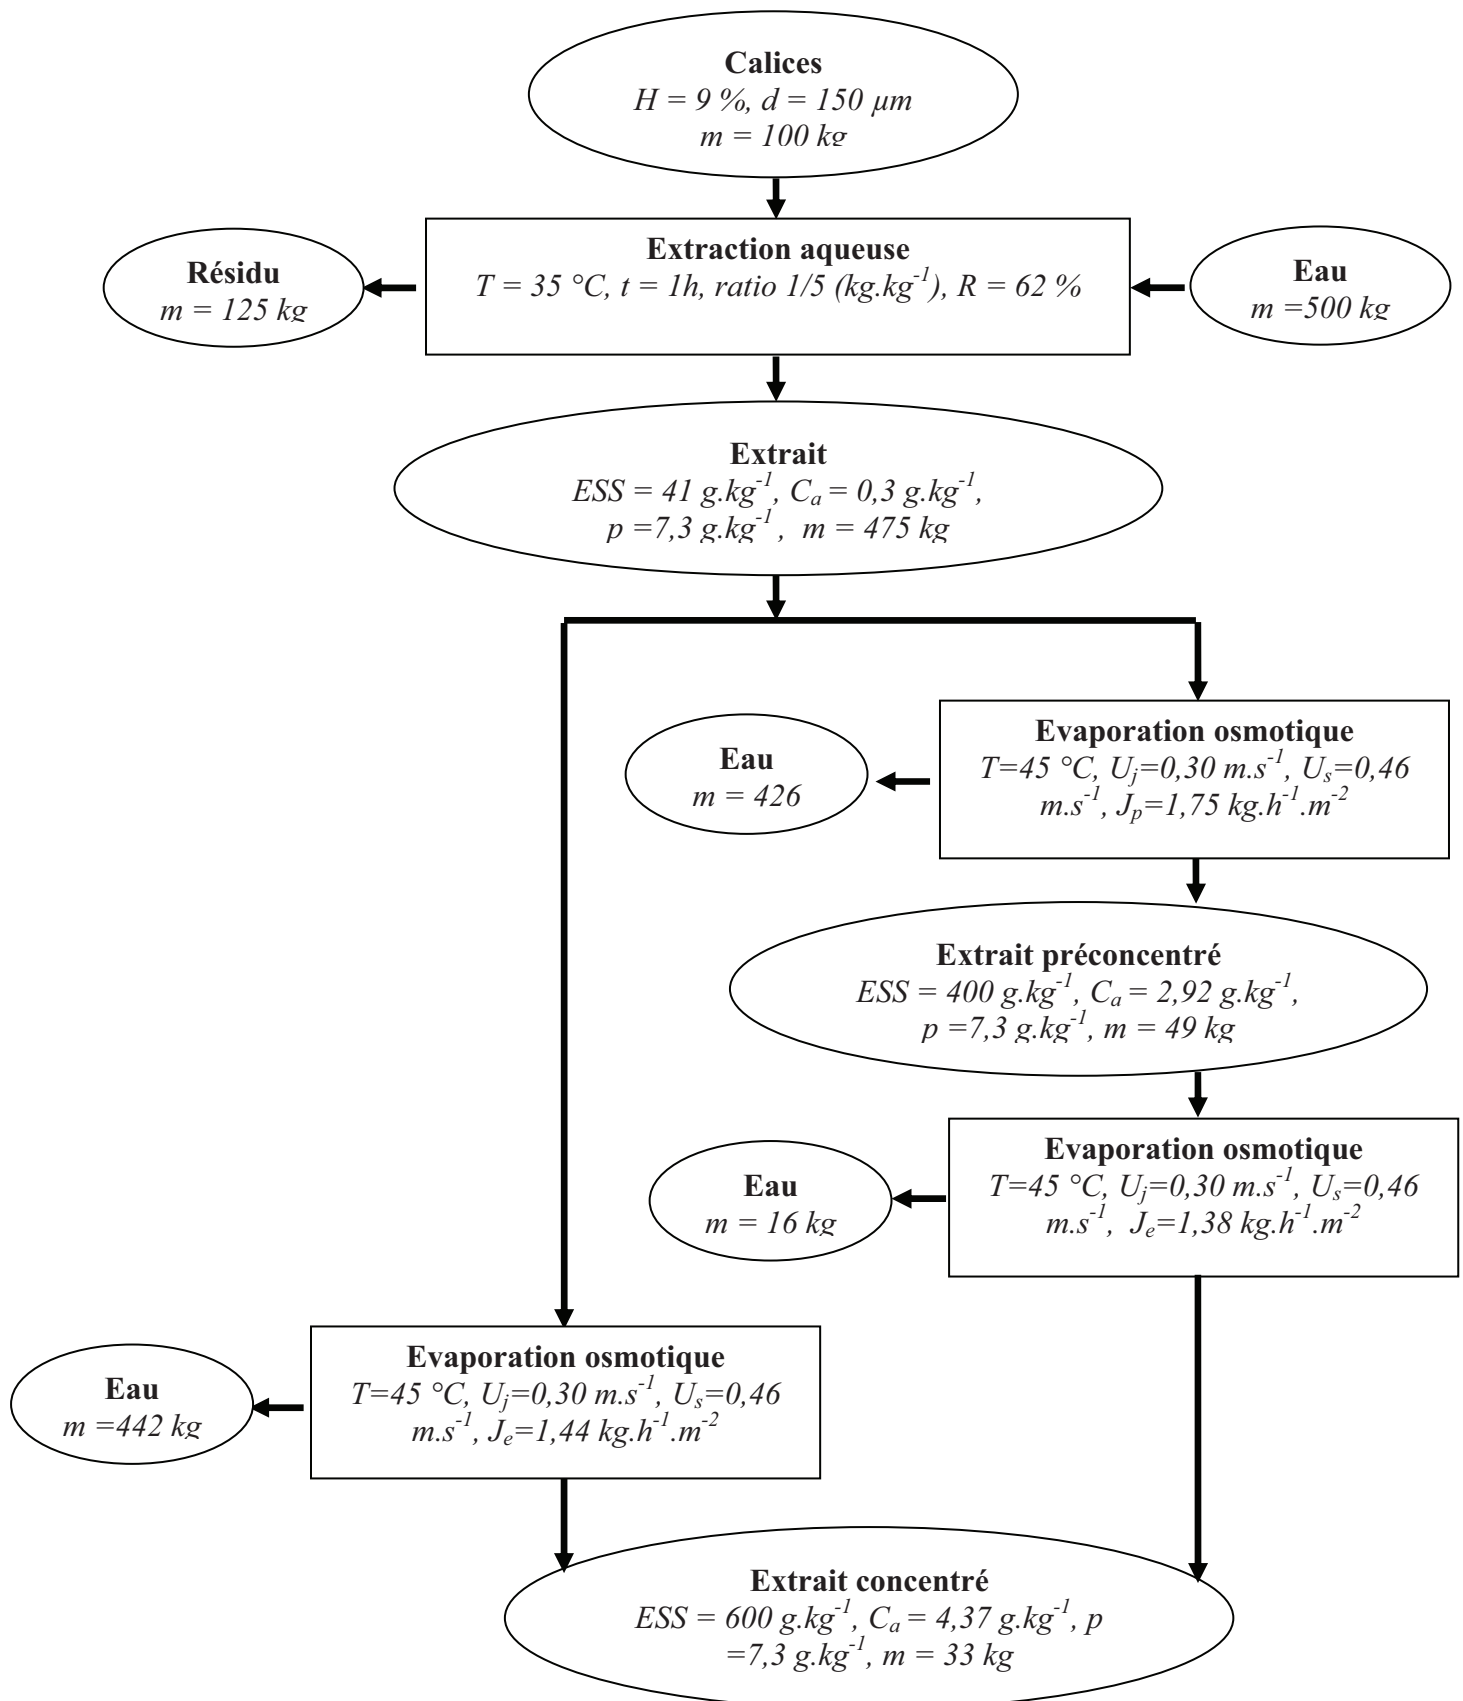 Calices
H = 9 %, d = 150 µm
m = 100 kg
Extraction aqueuse
T = 35 °C, t = 1h, ratio 1/5 (kg.kg⁻¹), R = 62 %
Résidu
m = 125 kg
Eau
m =500 kg
Extrait
ESS = 41 g.kg⁻¹, Cₐ = 0,3 g.kg⁻¹,
p =7,3 g.kg⁻¹, m = 475 kg
Evaporation osmotique
T=45 °C, Uⱼ=0,30 m.s⁻¹, Uₛ=0,46
m.s⁻¹, Jₚ=1,75 kg.h⁻¹.m⁻²
Eau
m = 426
Extrait préconcentré
ESS = 400 g.kg⁻¹, Cₐ = 2,92 g.kg⁻¹,
p =7,3 g.kg⁻¹, m = 49 kg
Evaporation osmotique
T=45 °C, Uⱼ=0,30 m.s⁻¹, Uₛ=0,46
m.s⁻¹, Jₑ=1,38 kg.h⁻¹.m⁻²
Eau
m = 16 kg
Evaporation osmotique
T=45 °C, Uⱼ=0,30 m.s⁻¹, Uₛ=0,46
m.s⁻¹, Jₑ=1,44 kg.h⁻¹.m⁻²
Eau
m =442 kg
Extrait concentré
ESS = 600 g.kg⁻¹, Cₐ = 4,37 g.kg⁻¹, p
=7,3 g.kg⁻¹, m = 33 kg